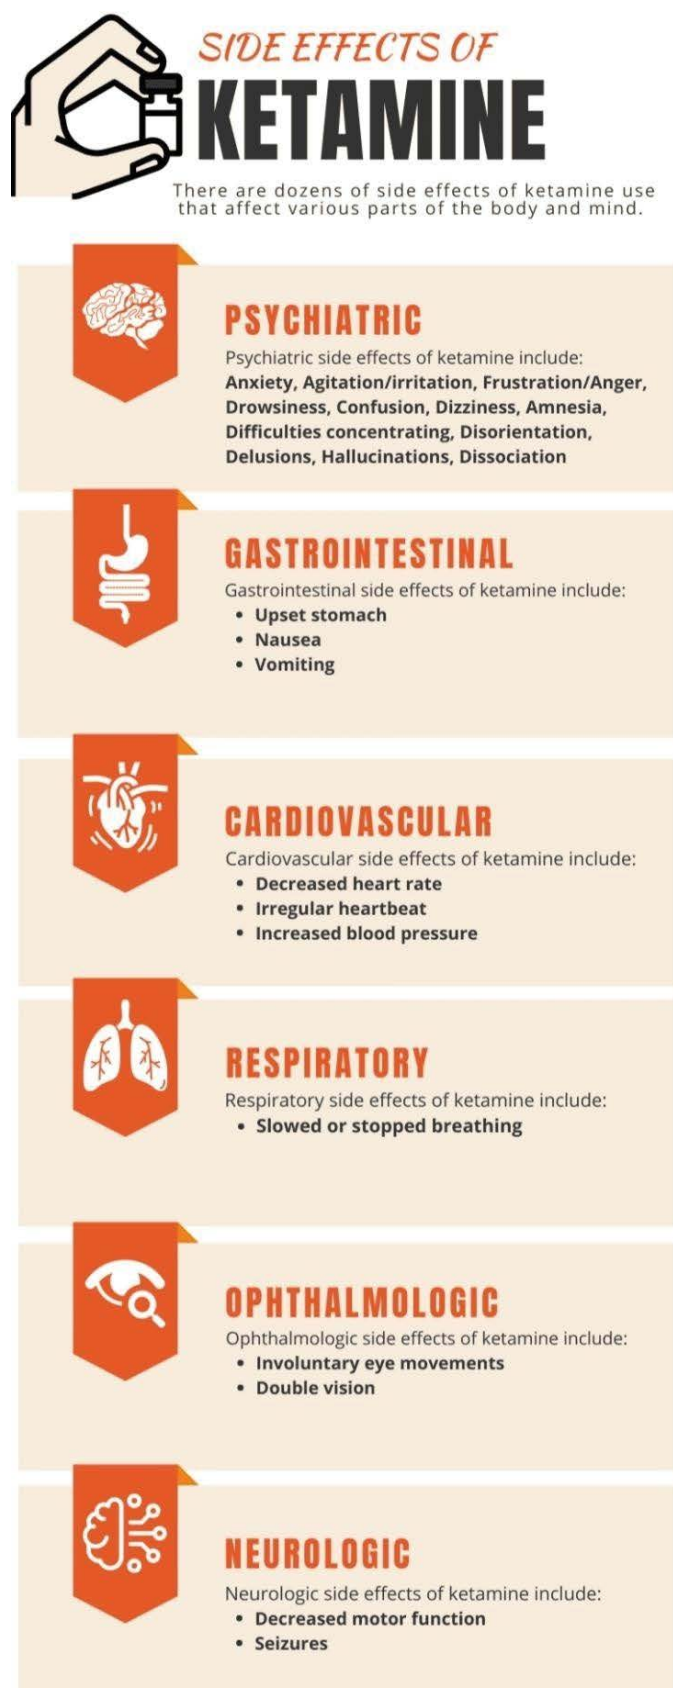 SIDE EFFECTS OF
KETAMINE
There are dozens of side effects of ketamine use
that affect various parts of the body and mind.
PSYCHIATRIC
Psychiatric side effects of ketamine include:
Anxiety, Agitation/irritation, Frustration/Anger,
Drowsiness, Confusion, Dizziness, Amnesia,
Difficulties concentrating, Disorientation,
Delusions, Hallucinations, Dissociation
GASTROINTESTINAL
Gastrointestinal side effects of ketamine include:
• Upset stomach
• Nausea
• Vomiting
CARDIOVASCULAR
Cardiovascular side effects of ketamine include:
• Decreased heart rate
• Irregular heartbeat
• Increased blood pressure
RESPIRATORY
Respiratory side effects of ketamine include:
• Slowed or stopped breathing
OPHTHALMOLOGIC
Ophthalmologic side effects of ketamine include:
• Involuntary eye movements
• Double vision
NEUROLOGIC
Neurologic side effects of ketamine include:
• Decreased motor function
• Seizures